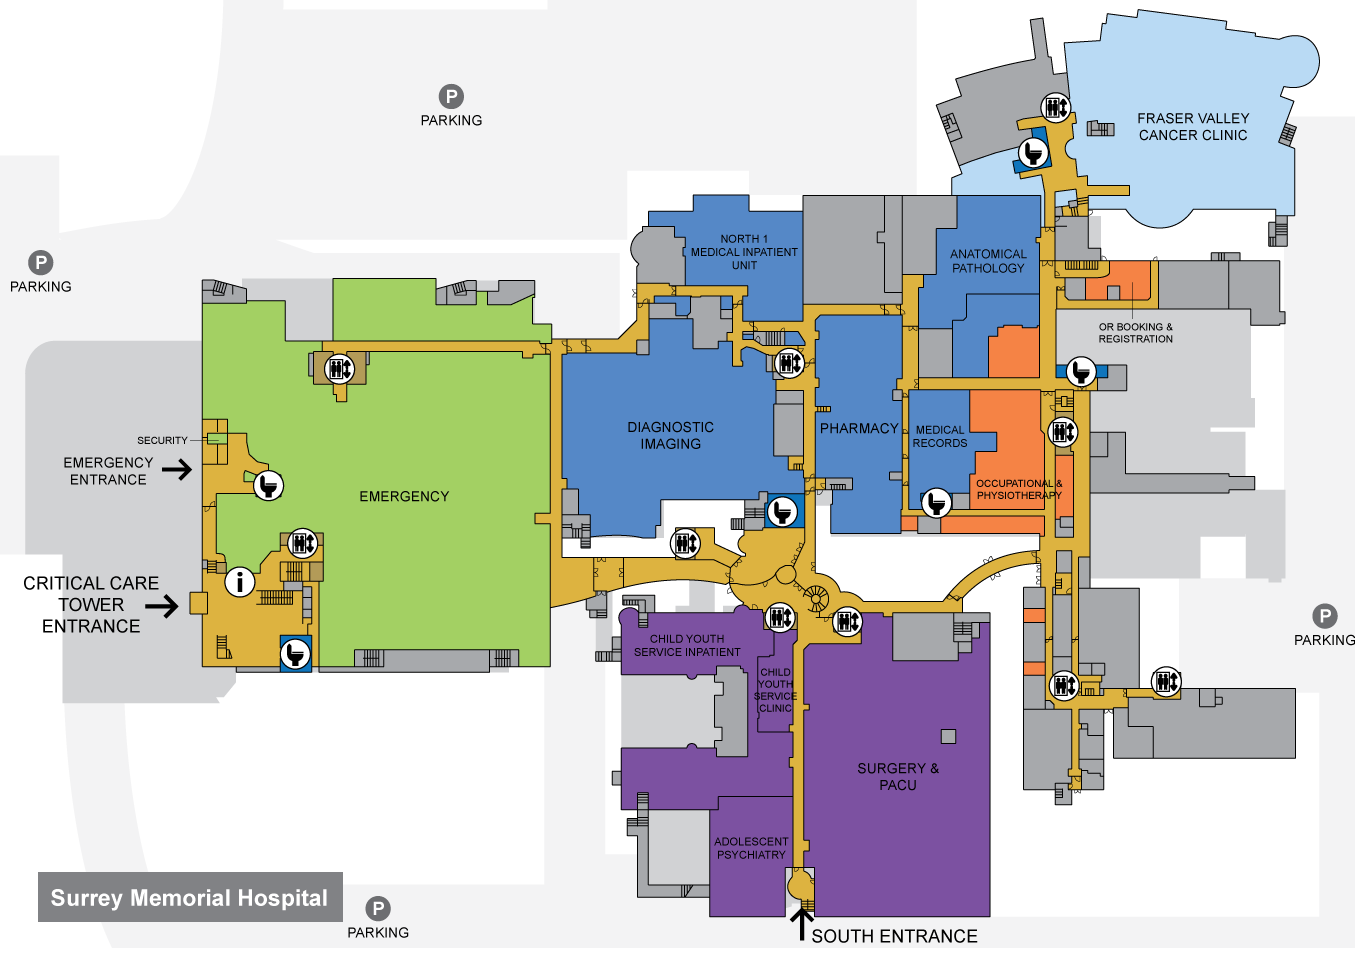 P
PARKING
FRASER VALLEY
CANCER CLINIC
NORTH 1
MEDICAL INPATIENT
UNIT
ANATOMICAL
PATHOLOGY
P
PARKING
OR BOOKING &
REGISTRATION
SECURITY
EMERGENCY
ENTRANCE
EMERGENCY
DIAGNOSTIC
IMAGING
PHARMACY
MEDICAL
RECORDS
OCCUPATIONAL &
PHYSIOTHERAPY
i
CRITICAL CARE
TOWER
ENTRANCE
CHILD YOUTH
SERVICE INPATIENT
CHILD
YOUTH
SERVICE
CLINIC
P
PARKING
SURGERY &
PACU
ADOLESCENT
PSYCHIATRY
Surrey Memorial Hospital
P
PARKING
SOUTH ENTRANCE